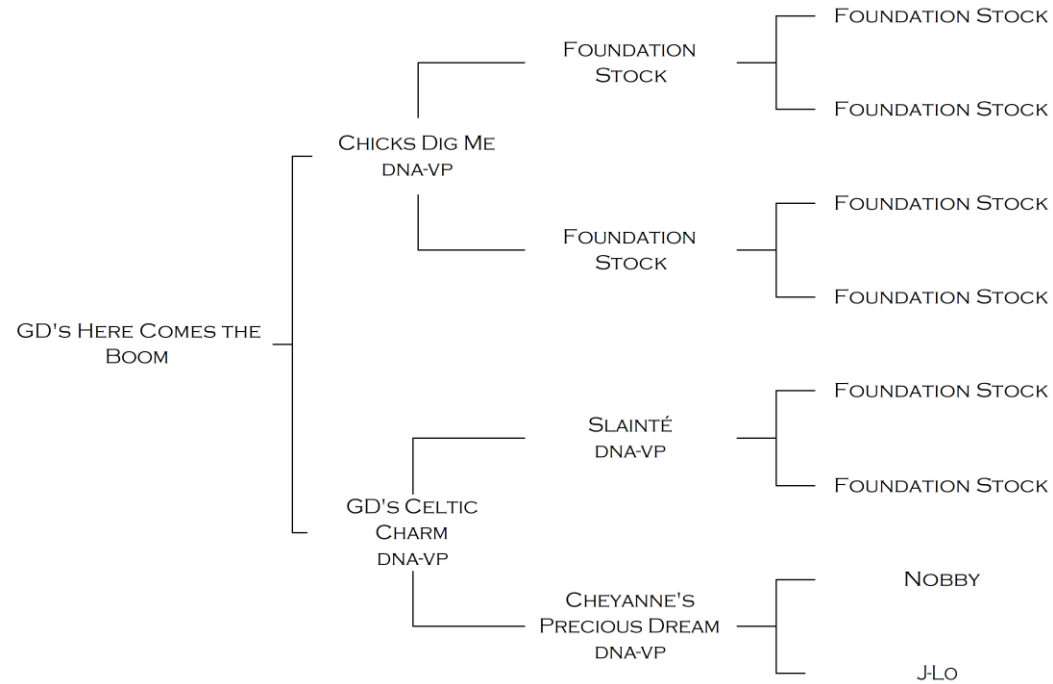 Foundation Stock
Foundation
Stock
Foundation Stock
Chicks Dig Me
DNA-VP
Foundation Stock
Foundation
Stock
Foundation Stock
GD's Here Comes the
Boom
Foundation Stock
Slainté
DNA-VP
Foundation Stock
GD's Celtic
Charm
DNA-VP
Nobby
Cheyanne's
Precious Dream
DNA-VP
J-Lo